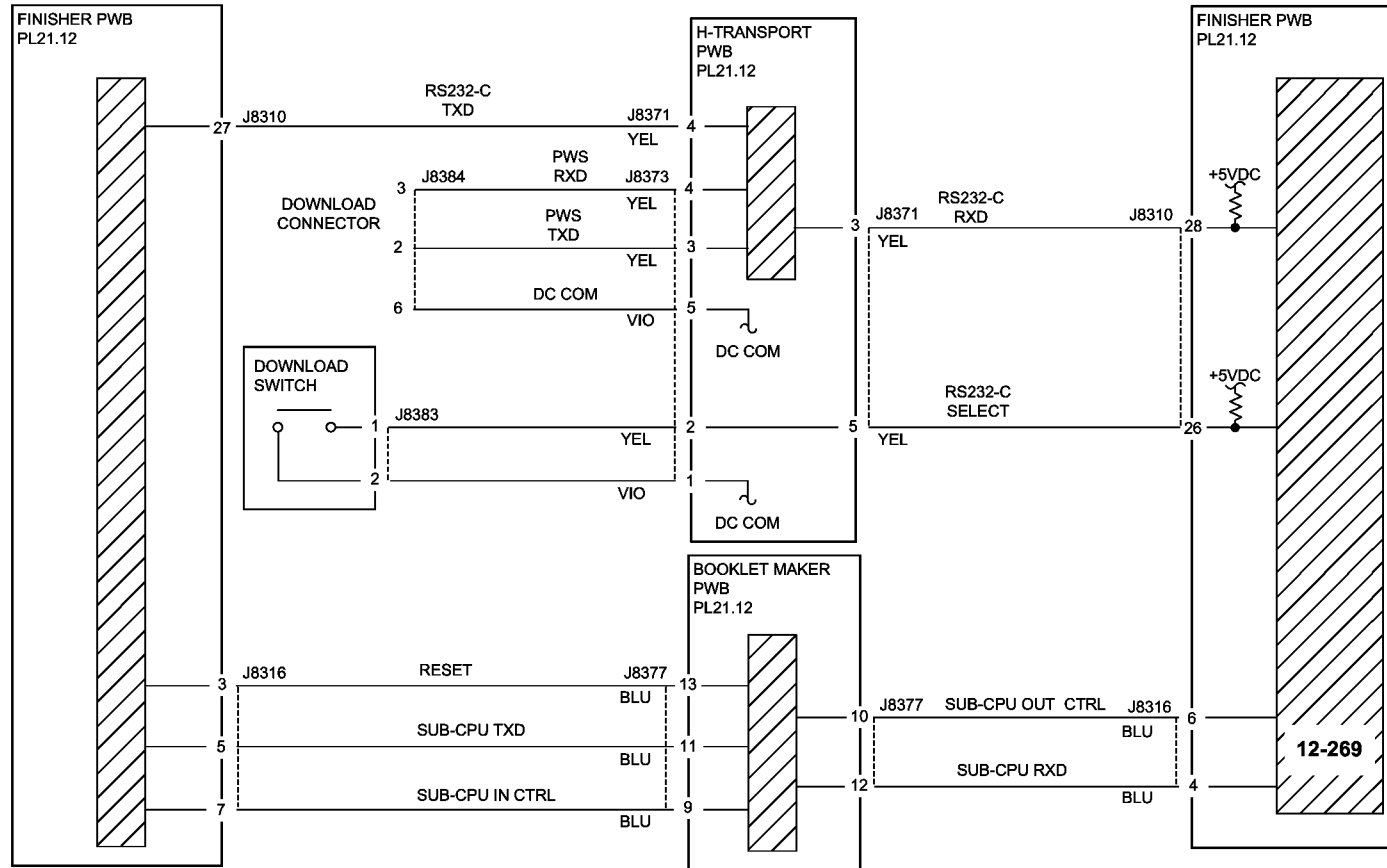 FINISHER PWB
PL21.12
27
J8310
RS232-C
TXD
J8371
YEL
4
H-TRANSPORT
PWB
PL21.12
DOWNLOAD
CONNECTOR
3
J8384
PWS
RXD
J8373
YEL
4
2
PWS
TXD
YEL
3
6
DC COM
VIO
5
DC COM
DOWNLOAD
SWITCH
1
J8383
YEL
2
2
VIO
1
DC COM
3
J8371
YEL
RS232-C
RXD
J8310
28
+5VDC
5
YEL
RS232-C
SELECT
26
+5VDC
FINISHER PWB
PL21.12
BOOKLET MAKER
PWB
PL21.12
3
J8316
RESET
J8377
BLU
13
5
SUB-CPU TXD
BLU
11
7
SUB-CPU IN CTRL
BLU
9
10
J8377
SUB-CPU OUT CTRL
J8316
BLU
6
12
SUB-CPU RXD
BLU
4
12-269